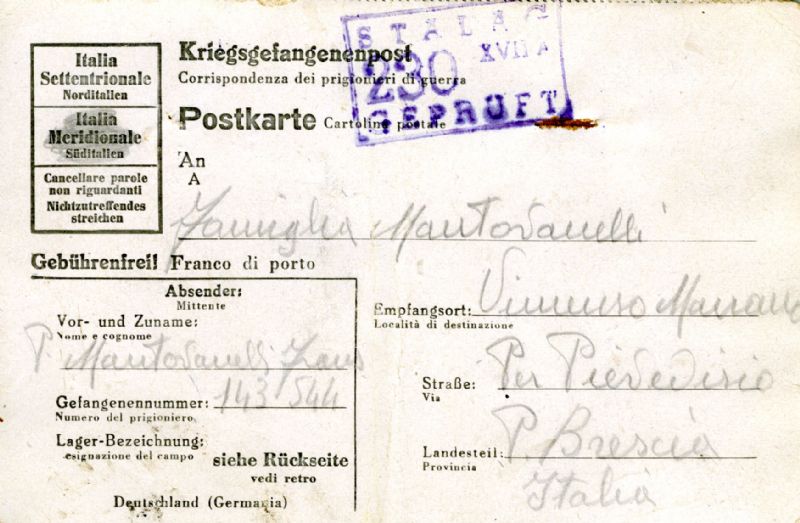 Italia
Settentrionale
Norditalien
Italia
Meridionale
Süditalien
Cancellare parole
non riguardanti
Nichtzutreffendes
streichen
Kriegsgefangenenpost
Corrispondenza dei prigionieri di guerra
STALAG
XVII A
230
GEPRÜFT
Postkarte Cartolina postale
An
A
Famiglia Mantovanelli
Gebührenfrei! Franco di porto
Absender:
Mittente
Vor- und Zuname:
Nome e cognome
P. Mantovanelli
Gefangenennummer: 143544
Numero del prigioniero
Lager-Bezeichnung:
esignazione del campo
siehe Rückseite
vedi retro
Deutschland (Germania)
Empfangsort:
Località di destinazione
Straße: Per Pievedizio
Via
Landesteil: P. Brescia
Provincia
Italia